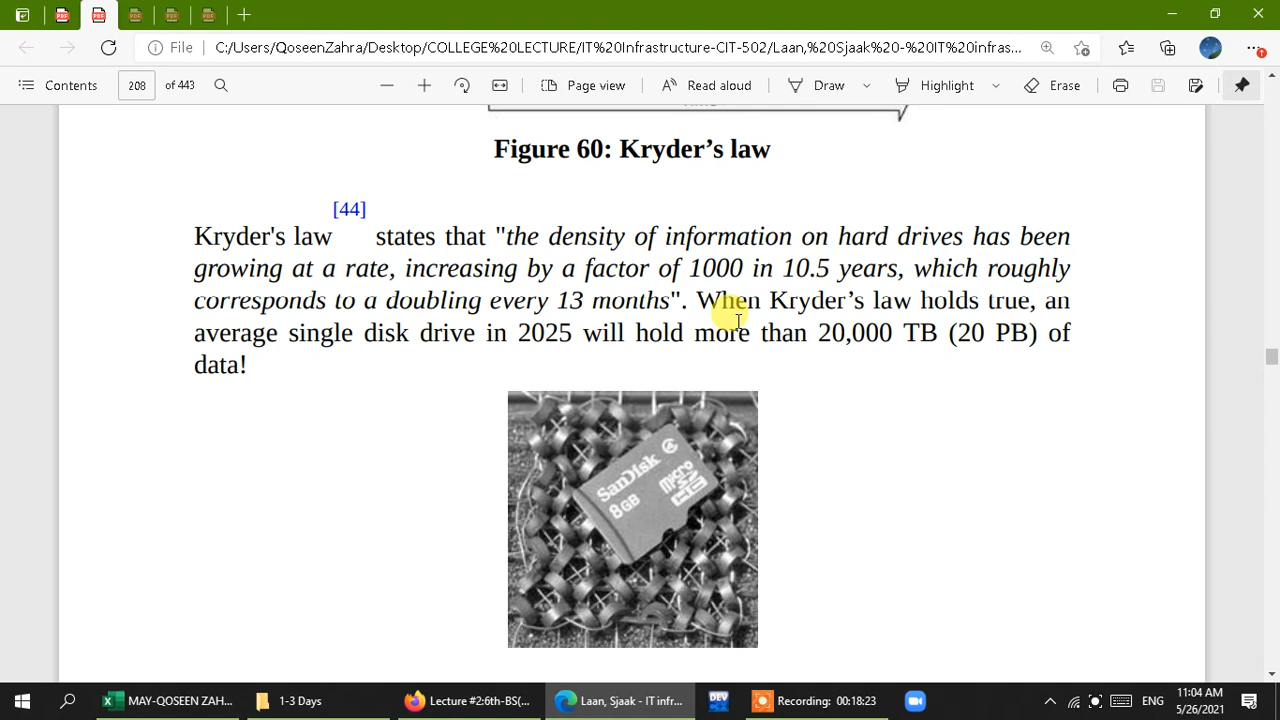 File
C:/Users/QoseenZahra/Desktop/COLLEGE%20LECTURE/IT%20Infrastructure-CIT-502/Laan,%20Sjaak%20-%20IT%20infras...
Contents
208
of 443
Page view
Read aloud
Draw
Highlight
Erase
Figure 60: Kryder’s law
[44]
Kryder's law states that "the density of information on hard drives has been
growing at a rate, increasing by a factor of 1000 in 10.5 years, which roughly
corresponds to a doubling every 13 months". When Kryder’s law holds true, an
average single disk drive in 2025 will hold more than 20,000 TB (20 PB) of
data!
SanDisk
8GB
micro
SD
HC
MAY-QOSEEN ZAH...
1-3 Days
Lecture #2:6th-BS(...
Laan, Sjaak - IT infr...
DEV
Recording: 00:18:23
ENG
11:04 AM
5/26/2021